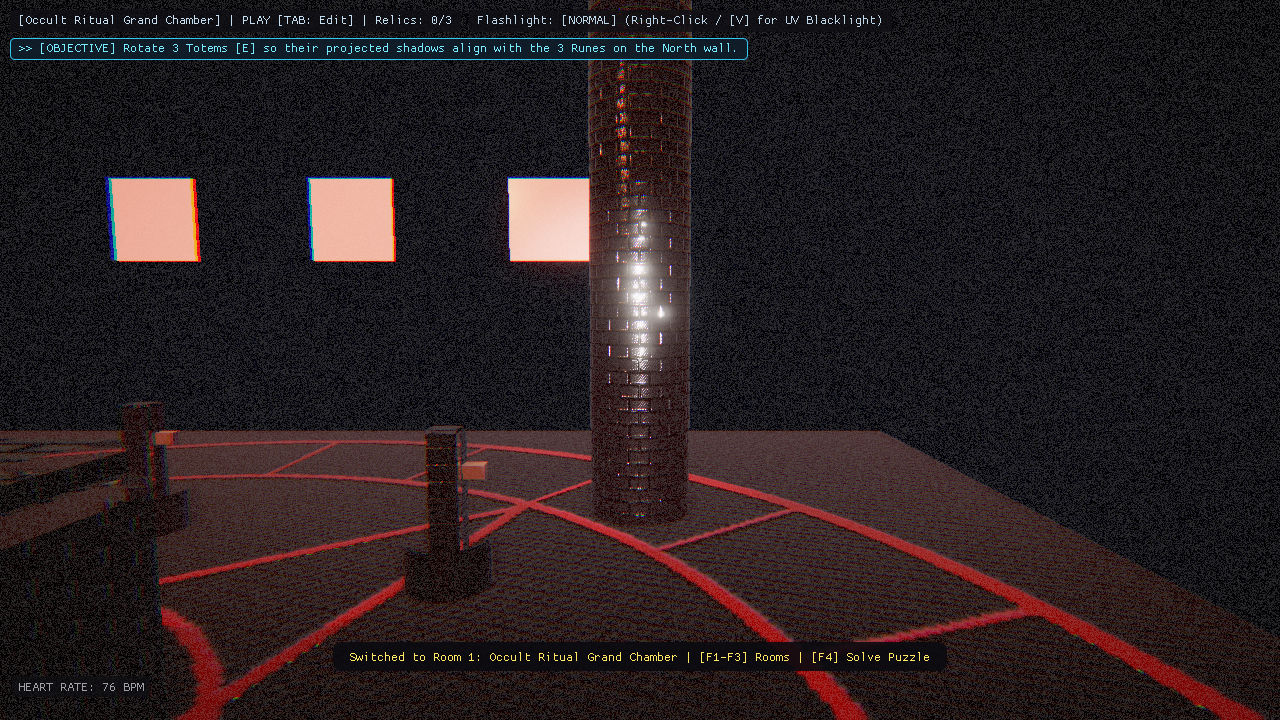 [Occult Ritual Grand Chamber] | PLAY [TAB: Edit] | Relics: 0/3 | Flashlight: [NORMAL] (Right-Click / [V] for UV Blacklight)
>> [OBJECTIVE] Rotate 3 Totems [E] so their projected shadows align with the 3 Runes on the North wall.
Switched to Room 1: Occult Ritual Grand Chamber | [F1-F3] Rooms | [F4] Solve Puzzle
HEART RATE: 76 BPM